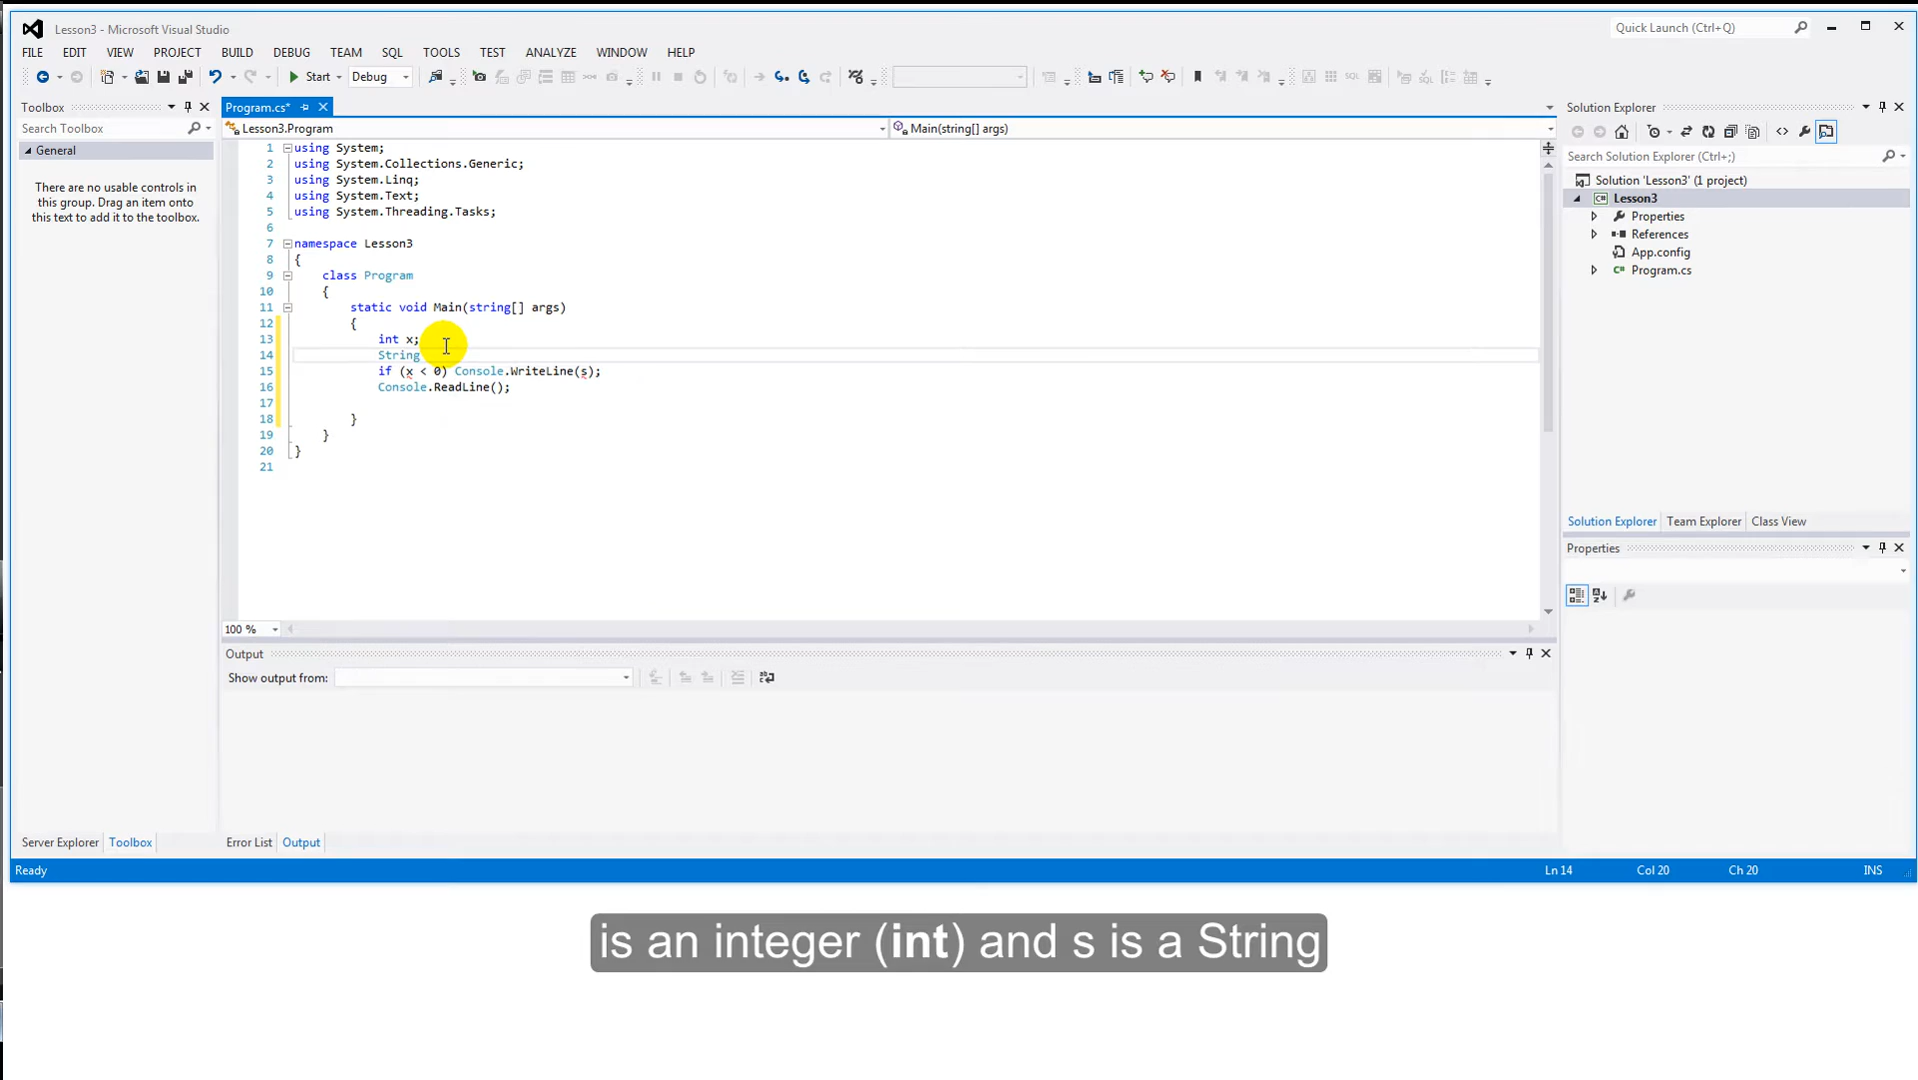 Lesson3 - Microsoft Visual Studio
Quick Launch (Ctrl+Q)
FILE EDIT VIEW PROJECT BUILD DEBUG TEAM SQL TOOLS TEST ANALYZE WINDOW HELP
Start Debug
Toolbox
Search Toolbox
General
There are no usable controls in
this group. Drag an item onto
this text to add it to the toolbox.
Program.cs*
Lesson3.Program
Main(string[] args)
1 using System;
2 using System.Collections.Generic;
3 using System.Linq;
4 using System.Text;
5 using System.Threading.Tasks;
6
7 namespace Lesson3
8 {
9 class Program
10 {
11 static void Main(string[] args)
12 {
13 int x;
14 String
15 if (x < 0) Console.WriteLine(s);
16 Console.ReadLine();
17
18 }
19 }
20 }
21
100 %
Output
Show output from:
Solution Explorer
Search Solution Explorer (Ctrl+;)
Solution 'Lesson3' (1 project)
Lesson3
Properties
References
App.config
Program.cs
Solution Explorer Team Explorer Class View
Properties
Server Explorer Toolbox
Error List Output
Ready Ln 14 Col 20 Ch 20 INS
is an integer (int) and s is a String